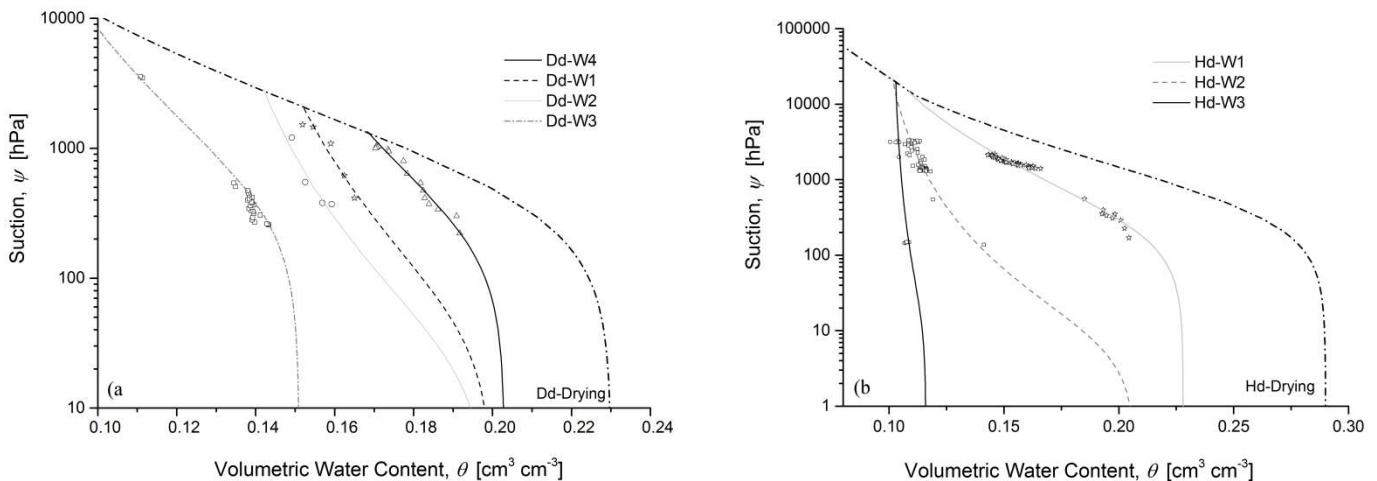 10000
1000
100
10
Suction, ψ [hPa]
Dd-W4
Dd-W1
Dd-W2
Dd-W3
(a
Dd-Drying
0.10 0.12 0.14 0.16 0.18 0.20 0.22 0.24
Volumetric Water Content, θ [cm³ cm⁻³]
100000
10000
1000
100
10
1
Suction, ψ [hPa]
Hd-W1
Hd-W2
Hd-W3
(b
Hd-Drying
0.10 0.15 0.20 0.25 0.30
Volumetric Water Content, θ [cm³ cm⁻³]